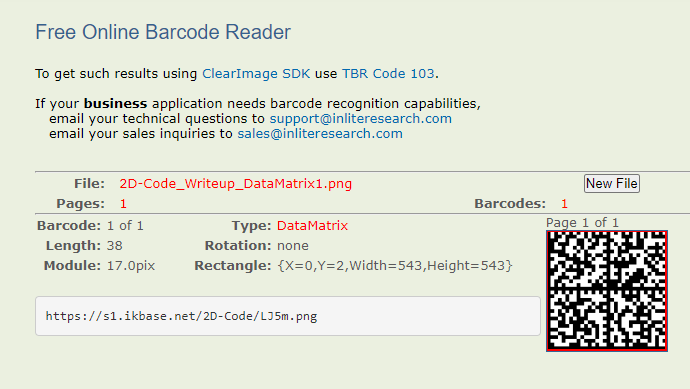 Free Online Barcode Reader
To get such results using ClearImage SDK use TBR Code 103.
If your business application needs barcode recognition capabilities,
email your technical questions to support@inliteresearch.com
email your sales inquiries to sales@inliteresearch.com
File: 2D-Code_Writeup_DataMatrix1.png New File
Pages: 1 Barcodes: 1
Barcode: 1 of 1 Type: DataMatrix Page 1 of 1
Length: 38 Rotation: none
Module: 17.0pix Rectangle: {X=0,Y=2,Width=543,Height=543}
https://s1.ikbase.net/2D-Code/LJ5m.png